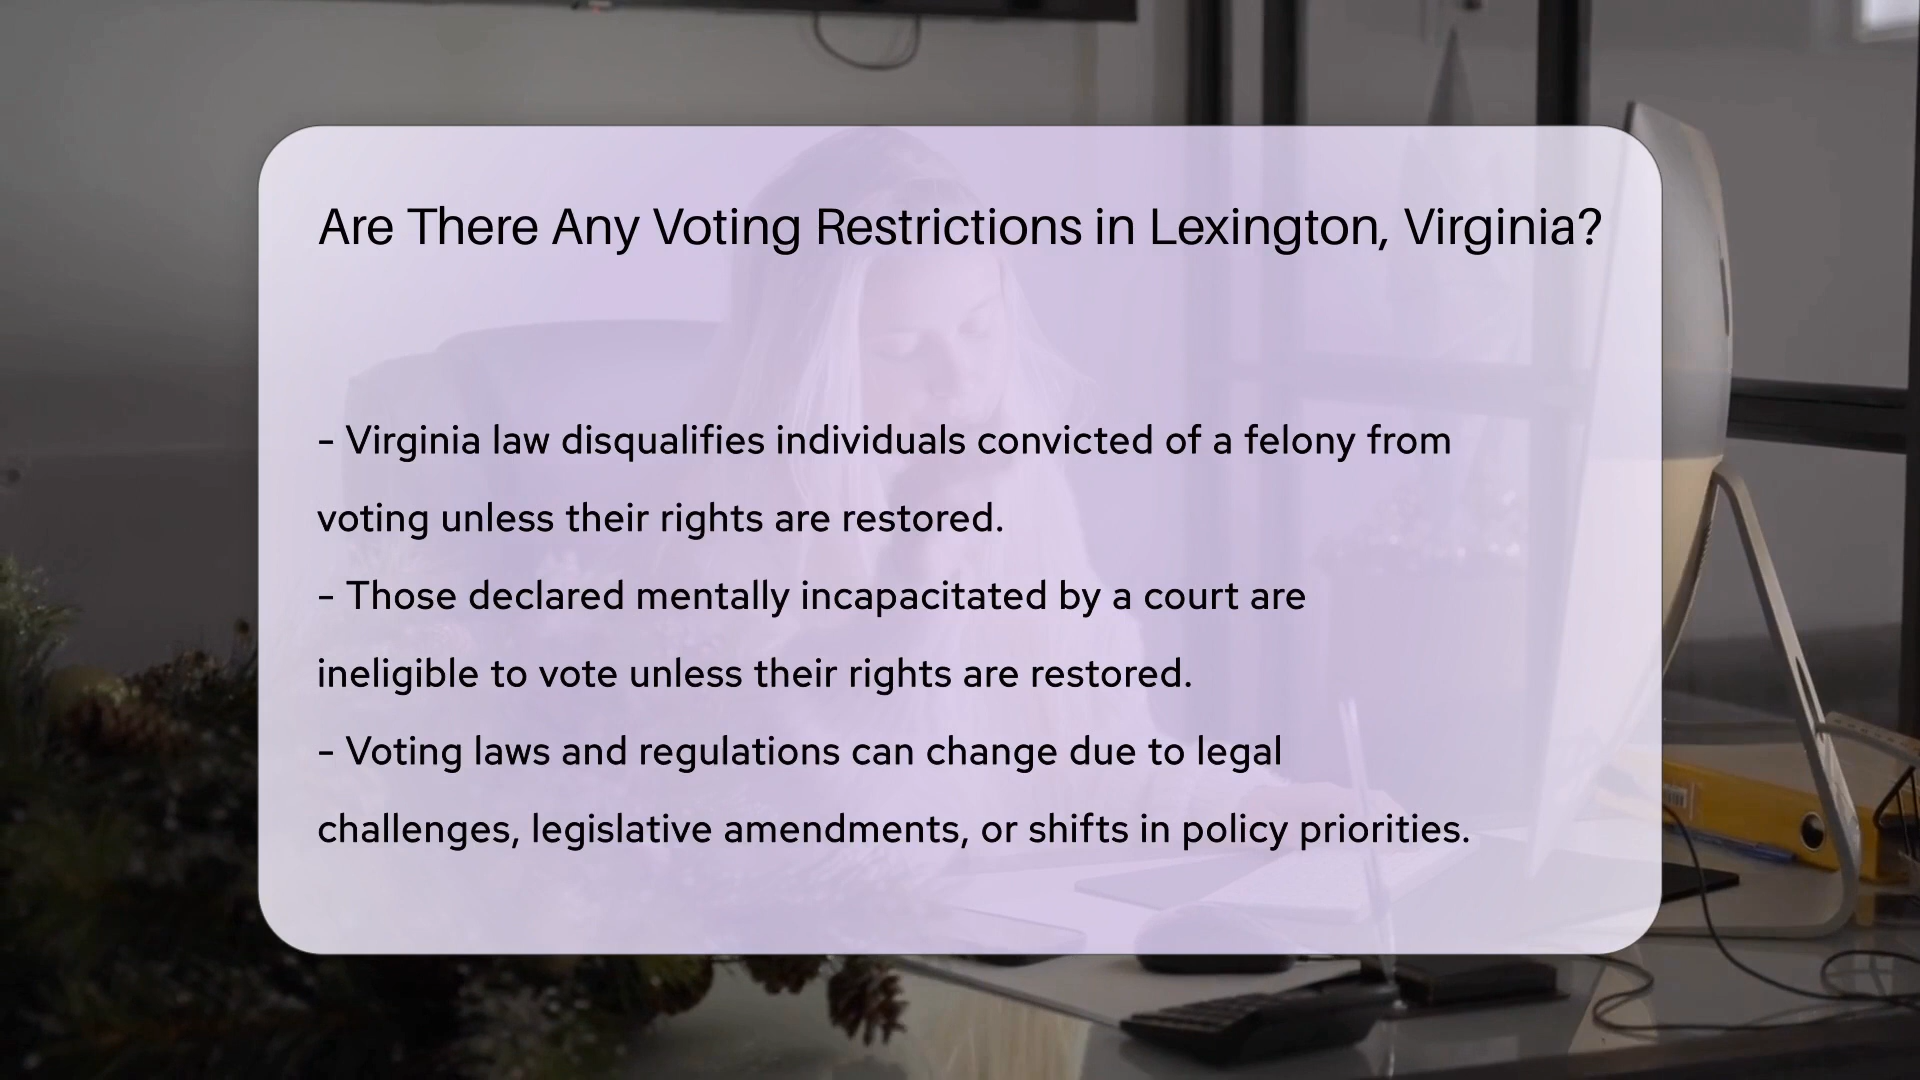 Are There Any Voting Restrictions in Lexington, Virginia?
- Virginia law disqualifies individuals convicted of a felony from
voting unless their rights are restored.
- Those declared mentally incapacitated by a court are
ineligible to vote unless their rights are restored.
- Voting laws and regulations can change due to legal
challenges, legislative amendments, or shifts in policy priorities.